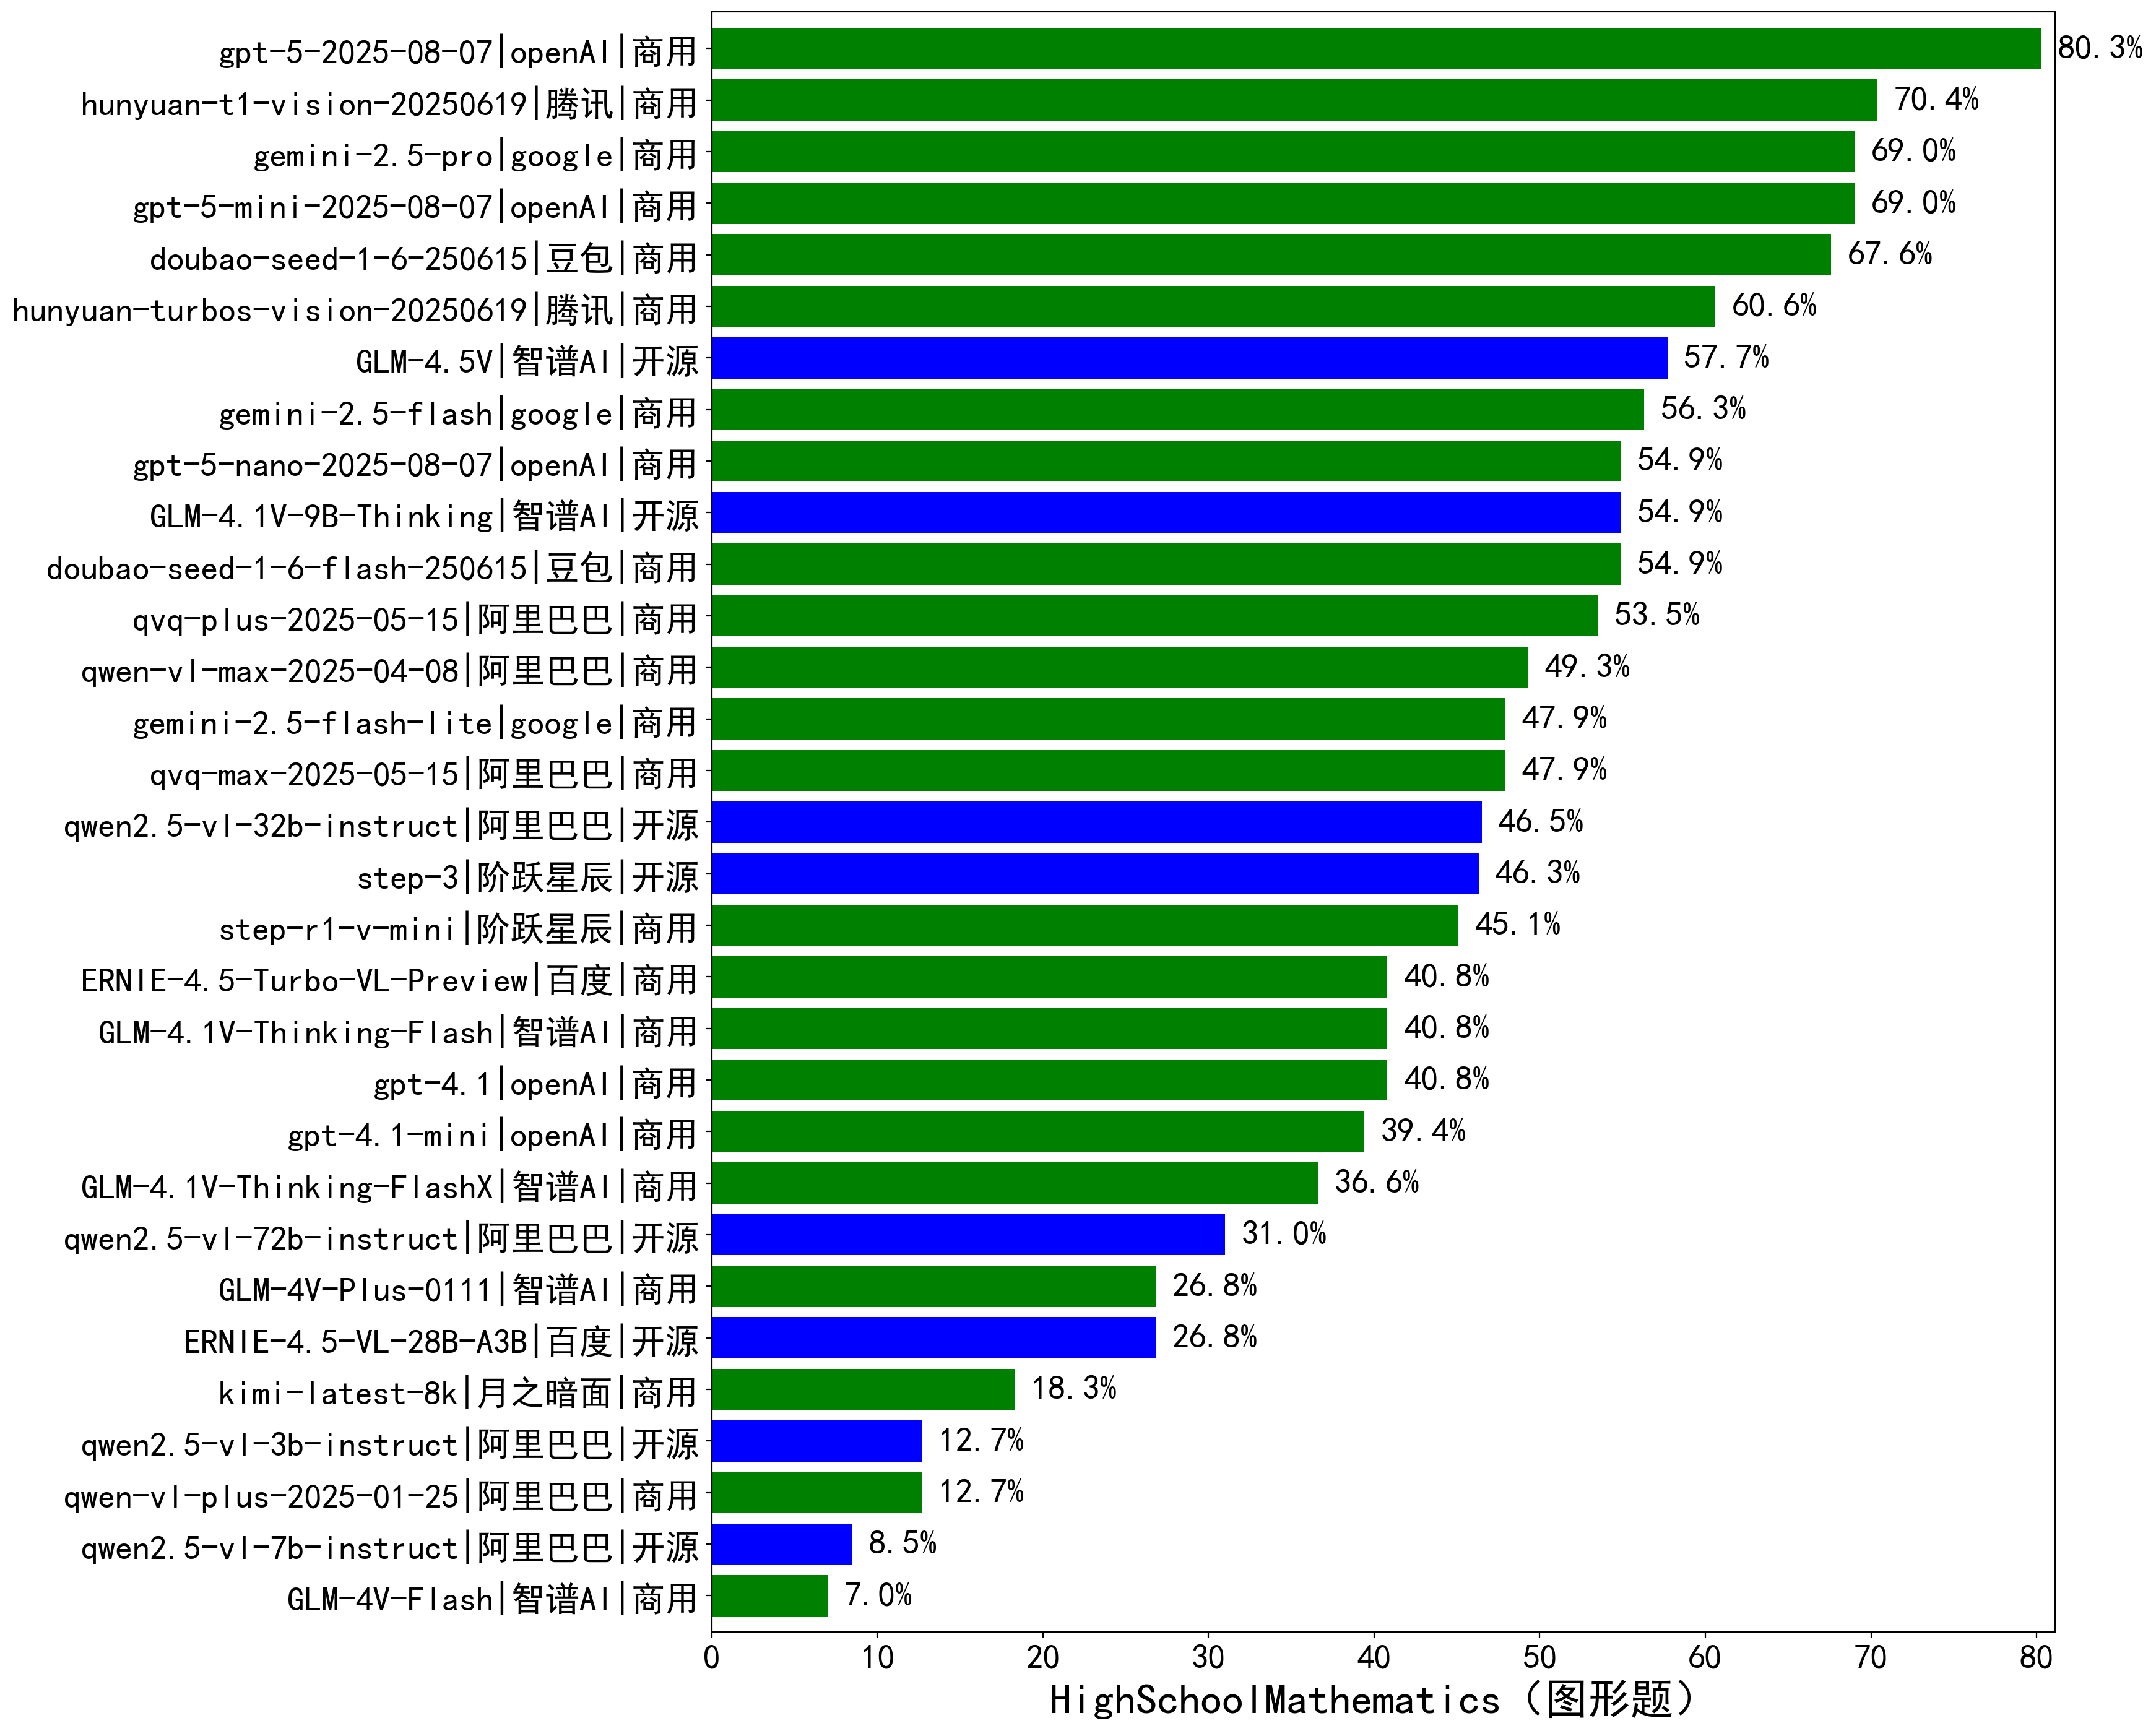 gpt-5-2025-08-07|openAI|商用 80.3%
hunyuan-t1-vision-20250619|腾讯|商用 70.4%
gemini-2.5-pro|google|商用 69.0%
gpt-5-mini-2025-08-07|openAI|商用 69.0%
doubao-seed-1-6-250615|豆包|商用 67.6%
hunyuan-turbos-vision-20250619|腾讯|商用 60.6%
GLM-4.5V|智谱AI|开源 57.7%
gemini-2.5-flash|google|商用 56.3%
gpt-5-nano-2025-08-07|openAI|商用 54.9%
GLM-4.1V-9B-Thinking|智谱AI|开源 54.9%
doubao-seed-1-6-flash-250615|豆包|商用 54.9%
qvq-plus-2025-05-15|阿里巴巴|商用 53.5%
qwen-vl-max-2025-04-08|阿里巴巴|商用 49.3%
gemini-2.5-flash-lite|google|商用 47.9%
qvq-max-2025-05-15|阿里巴巴|商用 47.9%
qwen2.5-vl-32b-instruct|阿里巴巴|开源 46.5%
step-3|阶跃星辰|开源 46.3%
step-r1-v-mini|阶跃星辰|商用 45.1%
ERNIE-4.5-Turbo-VL-Preview|百度|商用 40.8%
GLM-4.1V-Thinking-Flash|智谱AI|商用 40.8%
gpt-4.1|openAI|商用 40.8%
gpt-4.1-mini|openAI|商用 39.4%
GLM-4.1V-Thinking-FlashX|智谱AI|商用 36.6%
qwen2.5-vl-72b-instruct|阿里巴巴|开源 31.0%
GLM-4V-Plus-0111|智谱AI|商用 26.8%
ERNIE-4.5-VL-28B-A3B|百度|开源 26.8%
kimi-latest-8k|月之暗面|商用 18.3%
qwen2.5-vl-3b-instruct|阿里巴巴|开源 12.7%
qwen-vl-plus-2025-01-25|阿里巴巴|商用 12.7%
qwen2.5-vl-7b-instruct|阿里巴巴|开源 8.5%
GLM-4V-Flash|智谱AI|商用 7.0%
0 10 20 30 40 50 60 70 80
HighSchoolMathematics（图形题）